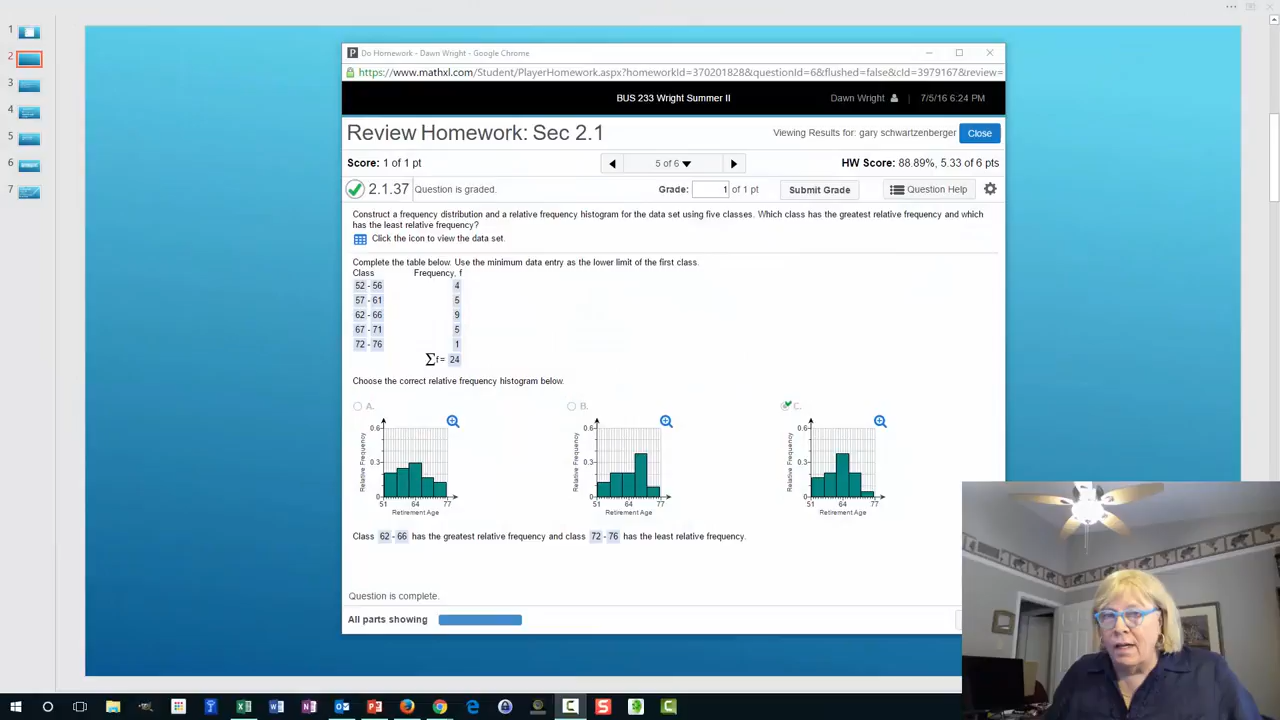 1
2
3
4
5
6
7
Do Homework - Dawn Wright - Google Chrome
https://www.mathxl.com/Student/PlayerHomework.aspx?homeworkId=370201828&questionId=6&flushed=false&cId=3979167&review=
BUS 233 Wright Summer II
Dawn Wright | 7/5/16 6:24 PM
Review Homework: Sec 2.1
Viewing Results for: gary schwartzenberger
Close
Score: 1 of 1 pt
5 of 6
HW Score: 88.89%, 5.33 of 6 pts
2.1.37
Question is graded.
Grade: 1 of 1 pt
Submit Grade
Question Help
Construct a frequency distribution and a relative frequency histogram for the data set using five classes. Which class has the greatest relative frequency and which
has the least relative frequency?
Click the icon to view the data set.
Complete the table below. Use the minimum data entry as the lower limit of the first class.
Class Frequency, f
52 - 56 4
57 - 61 5
62 - 66 9
67 - 71 5
72 - 76 1
∑f = 24
Choose the correct relative frequency histogram below.
A.
B.
C.
0.6
0.3
0
Relative Frequency
51 64 77
Retirement Age
0.6
0.3
0
Relative Frequency
51 64 77
Retirement Age
0.6
0.3
0
Relative Frequency
51 64 77
Retirement Age
Class 62 - 66 has the greatest relative frequency and class 72 - 76 has the least relative frequency.
Question is complete.
All parts showing